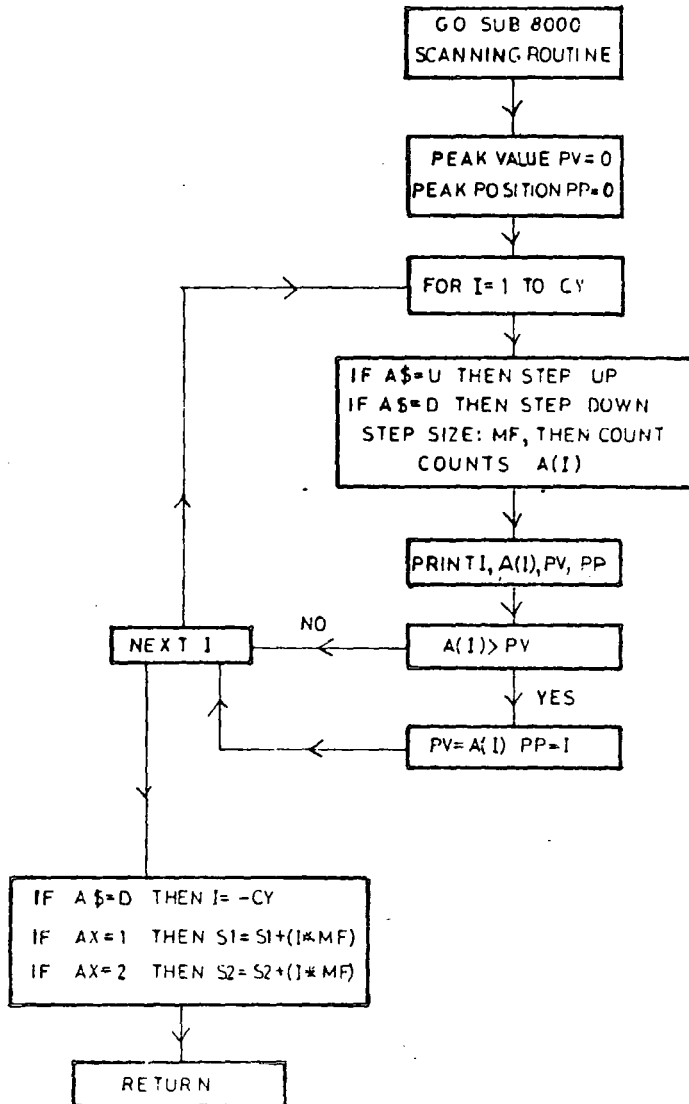 GO SUB 8000
SCANNING ROUTINE
PEAK VALUE PV=0
PEAK POSITION PP=0
FOR I=1 TO CY
IF A$=U THEN STEP UP
IF A$=D THEN STEP DOWN
STEP SIZE: MF, THEN COUNT
COUNTS A(I)
PRINT I, A(I), PV, PP
A(I)>PV
NO
NEXT I
YES
PV=A(I) PP=I
IF A$=D THEN I=-CY
IF AX=1 THEN S1=S1+(I*MF)
IF AX=2 THEN S2=S2+(I*MF)
RETURN